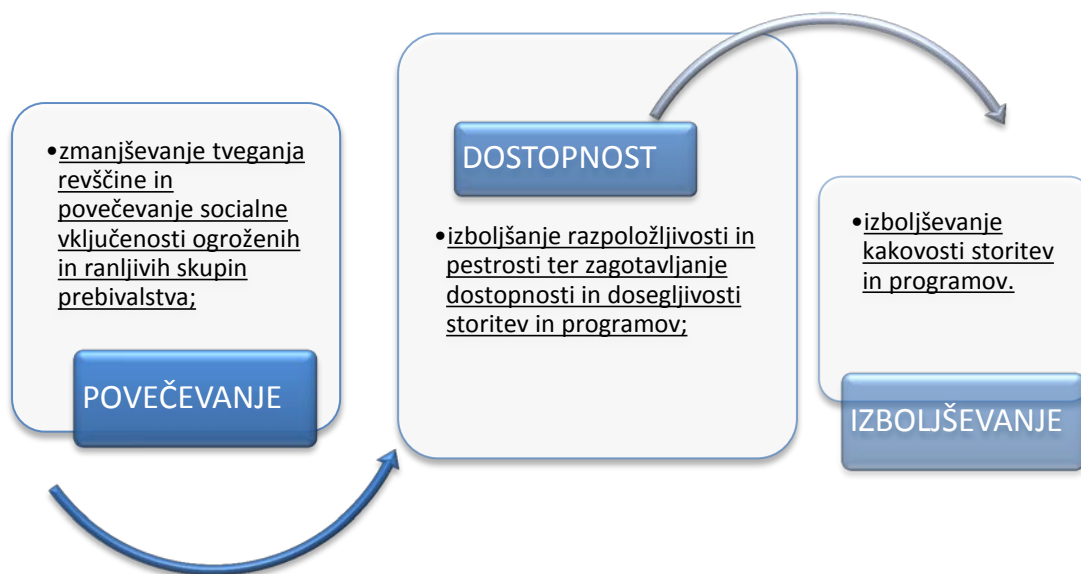 •zmanjševanje tveganja
revščine in
povečevanje socialne
vključenosti ogroženih
in ranljivih skupin
prebivalstva;
POVEČEVANJE
DOSTOPNOST
•izboljšanje razpoložljivosti in
pestrosti ter zagotavljanje
dostopnosti in dosegljivosti
storitev in programov;
•izboljševanje
kakovosti storitev
in programov.
IZBOLJŠEVANJE